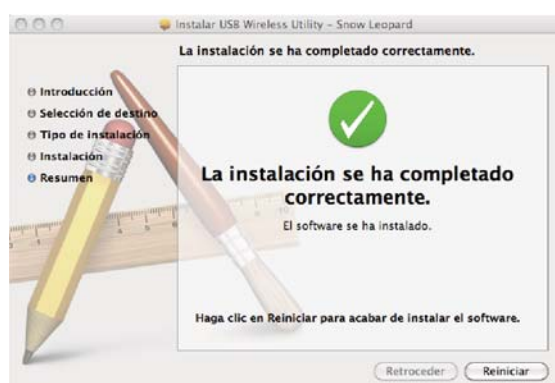 Instalar USB Wireless Utility – Snow Leopard
La instalación se ha completado correctamente.
Introducción
Selección de destino
Tipo de instalación
Instalación
Resumen
La instalación se ha completado
correctamente.
El software se ha instalado.
Haga clic en Reiniciar para acabar de instalar el software.
Retroceder
Reiniciar